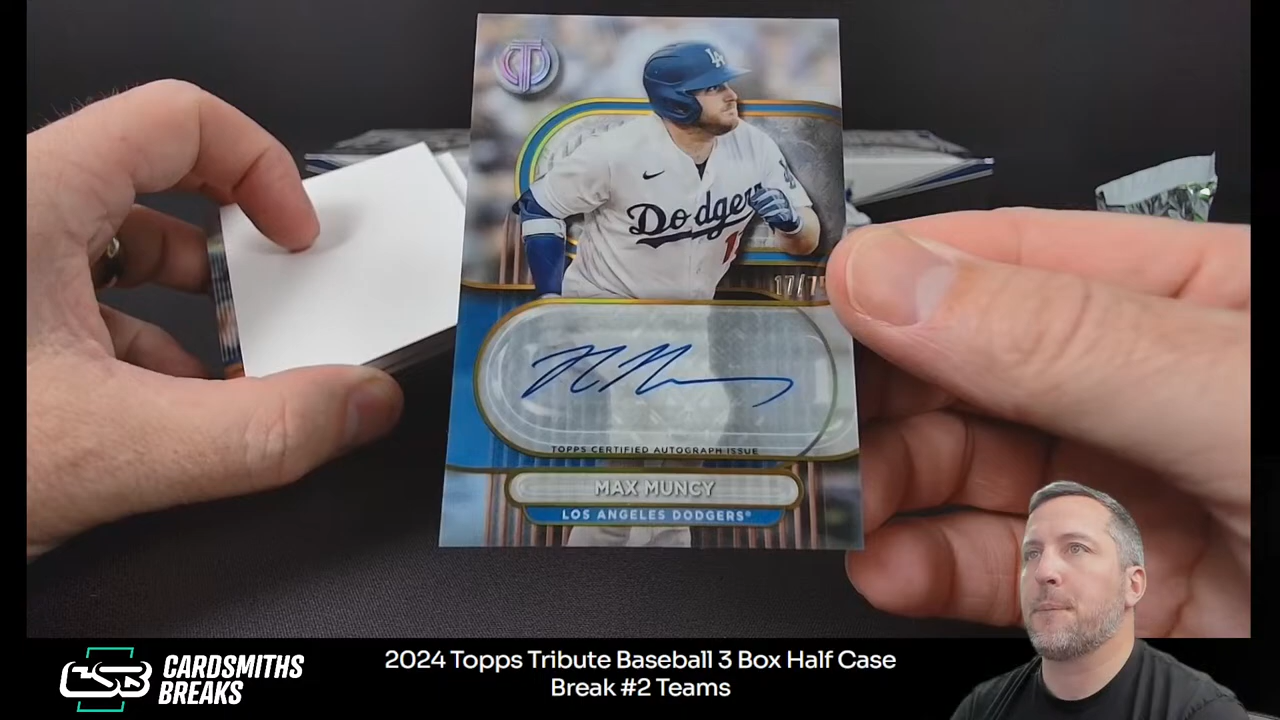 LA
Dodgers
17/75
TOPPS CERTIFIED AUTOGRAPH ISSUE
MAX MUNCY
LOS ANGELES DODGERS®
CSB
CARDSMITHS
BREAKS
2024 Topps Tribute Baseball 3 Box Half Case
Break #2 Teams